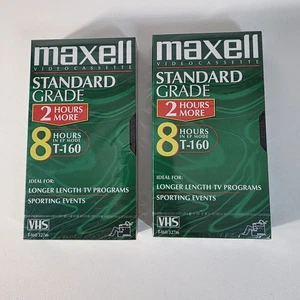 maxell
VIDEOCASSETTE
STANDARD
GRADE
2 HOURS
MORE
8 HOURS
IN EP MODE
T-160
IDEAL FOR:
LONGER LENGTH TV PROGRAMS
SPORTING EVENTS
VHS
maxell
VIDEOCASSETTE
STANDARD
GRADE
2 HOURS
MORE
8 HOURS
IN EP MODE
T-160
IDEAL FOR:
LONGER LENGTH TV PROGRAMS
SPORTING EVENTS
VHS